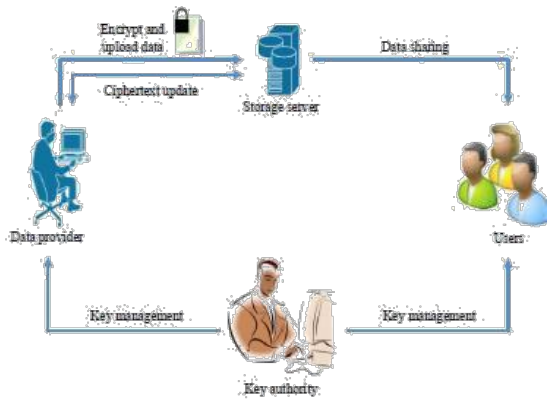 Encrypt and
upload data
Data sharing
Ciphertext update
Storage server
Data provider
Users
Key management
Key management
Key authority